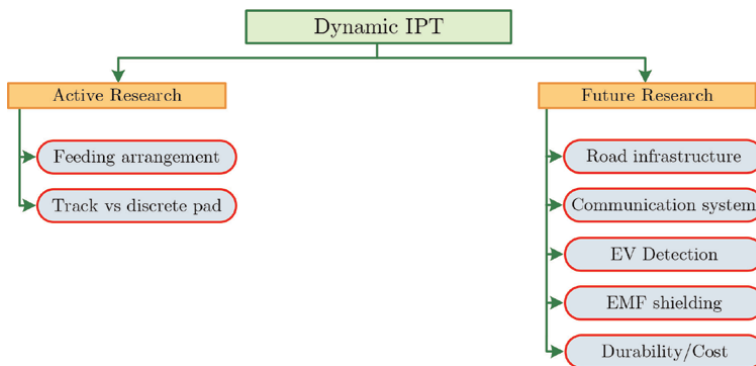 Dynamic IPT
Active Research
Feeding arrangement
Track vs discrete pad
Future Research
Road infrastructure
Communication system
EV Detection
EMF shielding
Durability/Cost